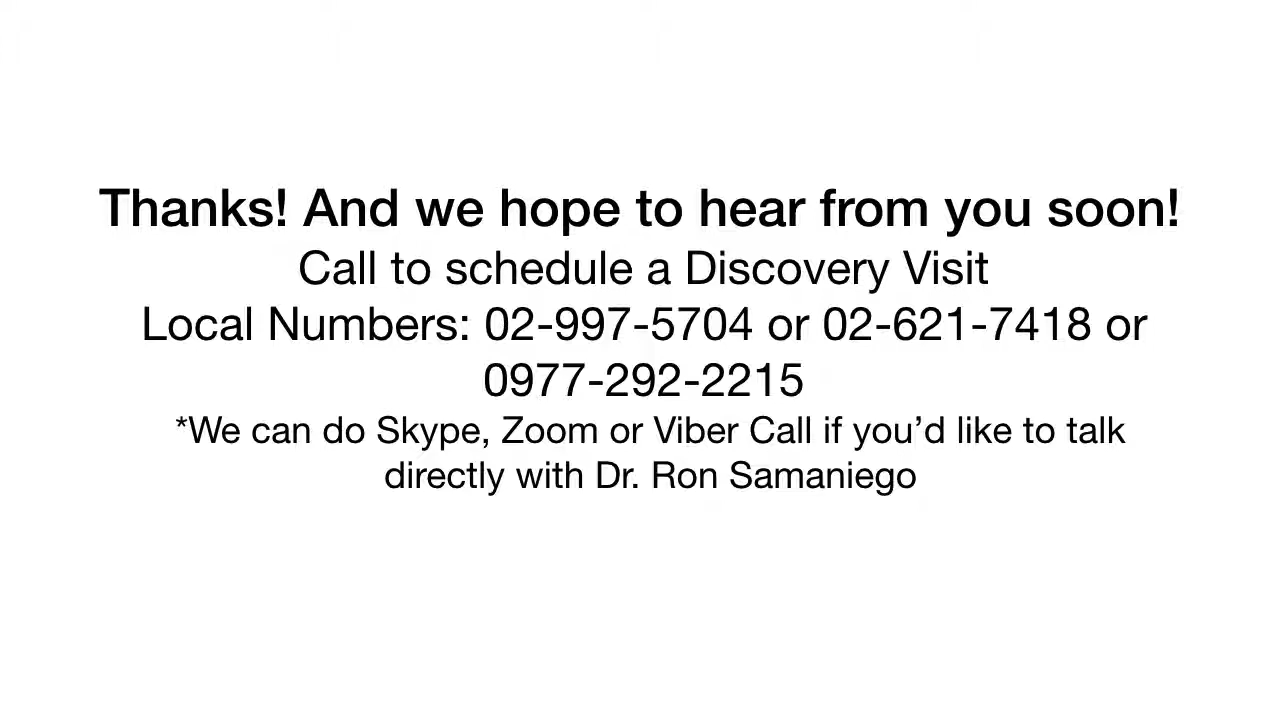 Thanks! And we hope to hear from you soon!
Call to schedule a Discovery Visit
Local Numbers: 02-997-5704 or 02-621-7418 or
0977-292-2215
*We can do Skype, Zoom or Viber Call if you’d like to talk
directly with Dr. Ron Samaniego